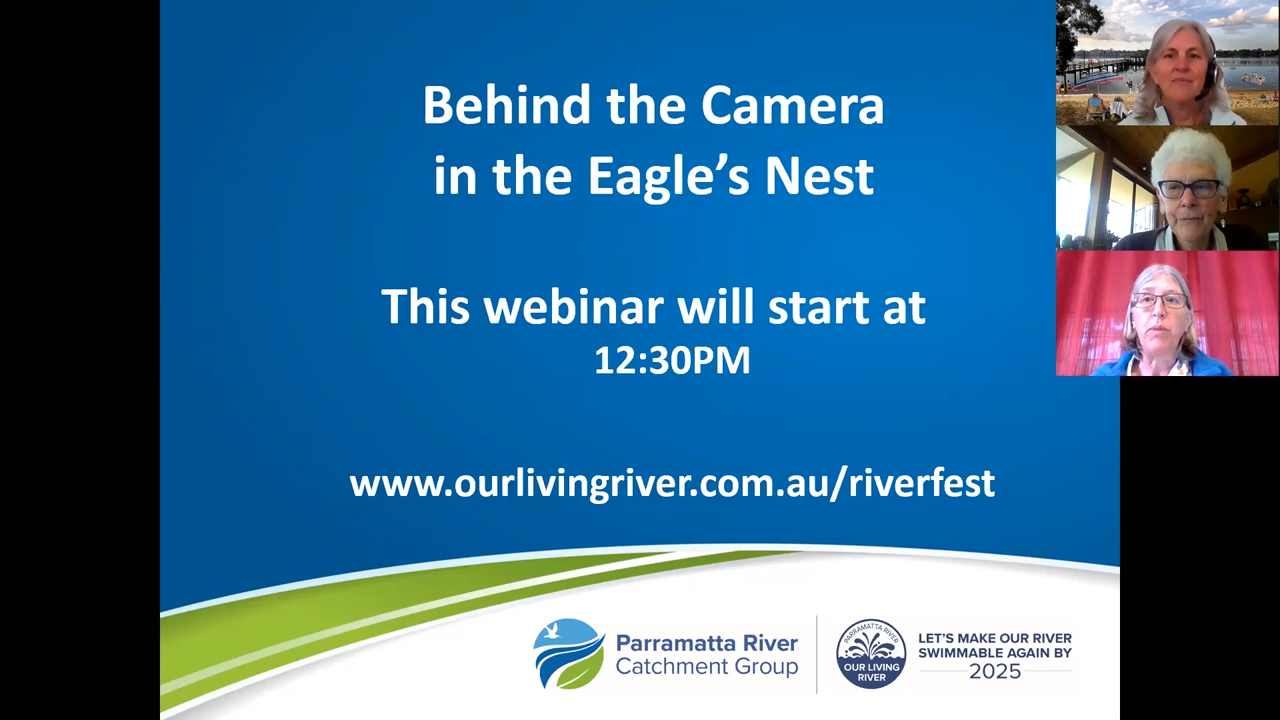 Behind the Camera
in the Eagle’s Nest
This webinar will start at
12:30PM
www.ourlivingriver.com.au/riverfest
Parramatta River
Catchment Group
PARRAMATTA RIVER
OUR LIVING
RIVER
LET'S MAKE OUR RIVER
SWIMMABLE AGAIN BY
2025